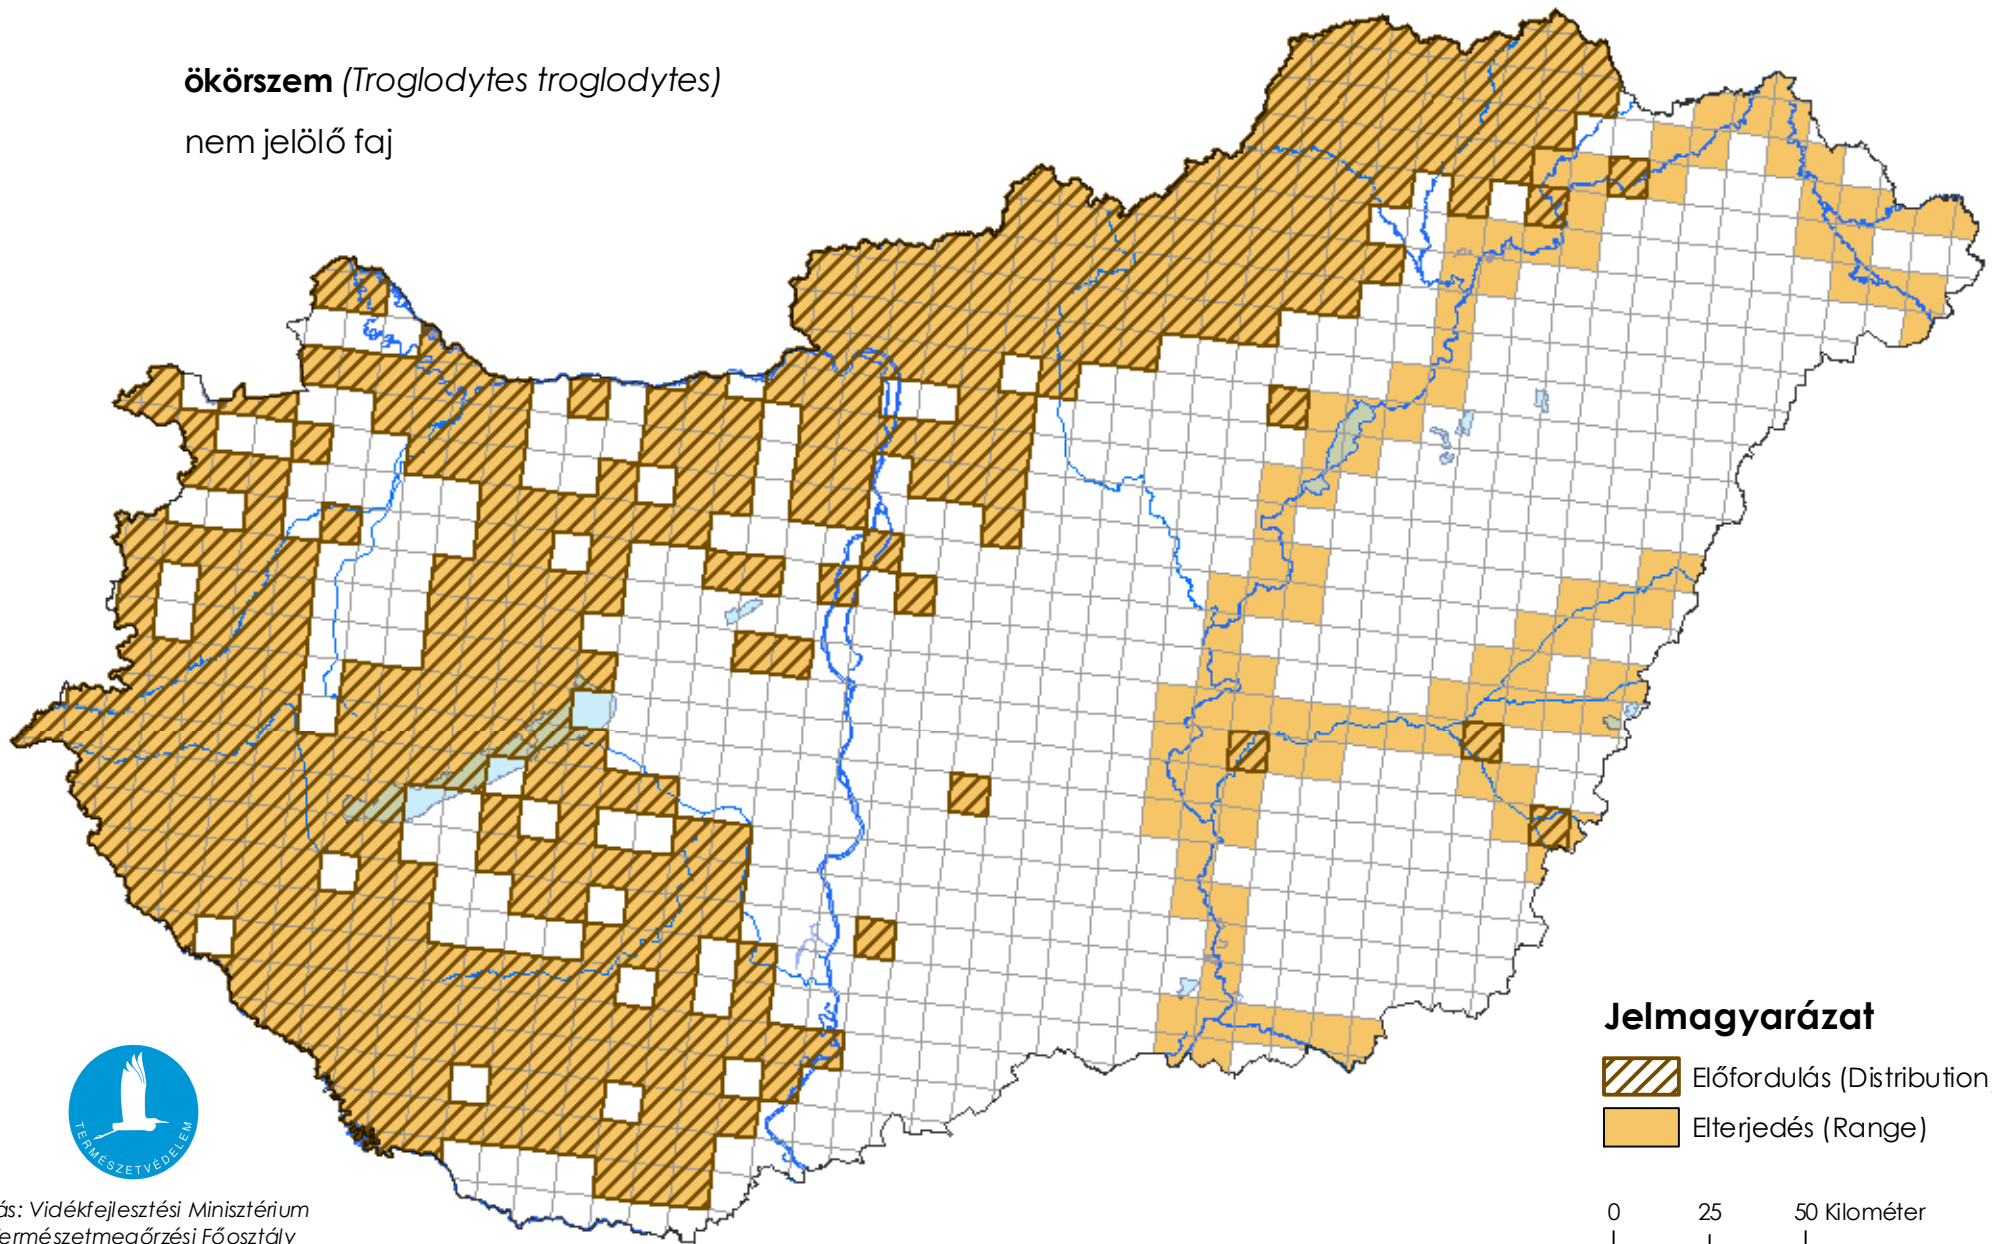 ökörszem (Troglodytes troglodytes)
nem jelölő faj
Jelmagyarázat
Előfordulás (Distribution)
Elterjedés (Range)
0 25 50 Kilométer
TERMÉSZETVÉDELEM
Vidékfejlesztési Minisztérium
Természetmegőrzési Főosztály